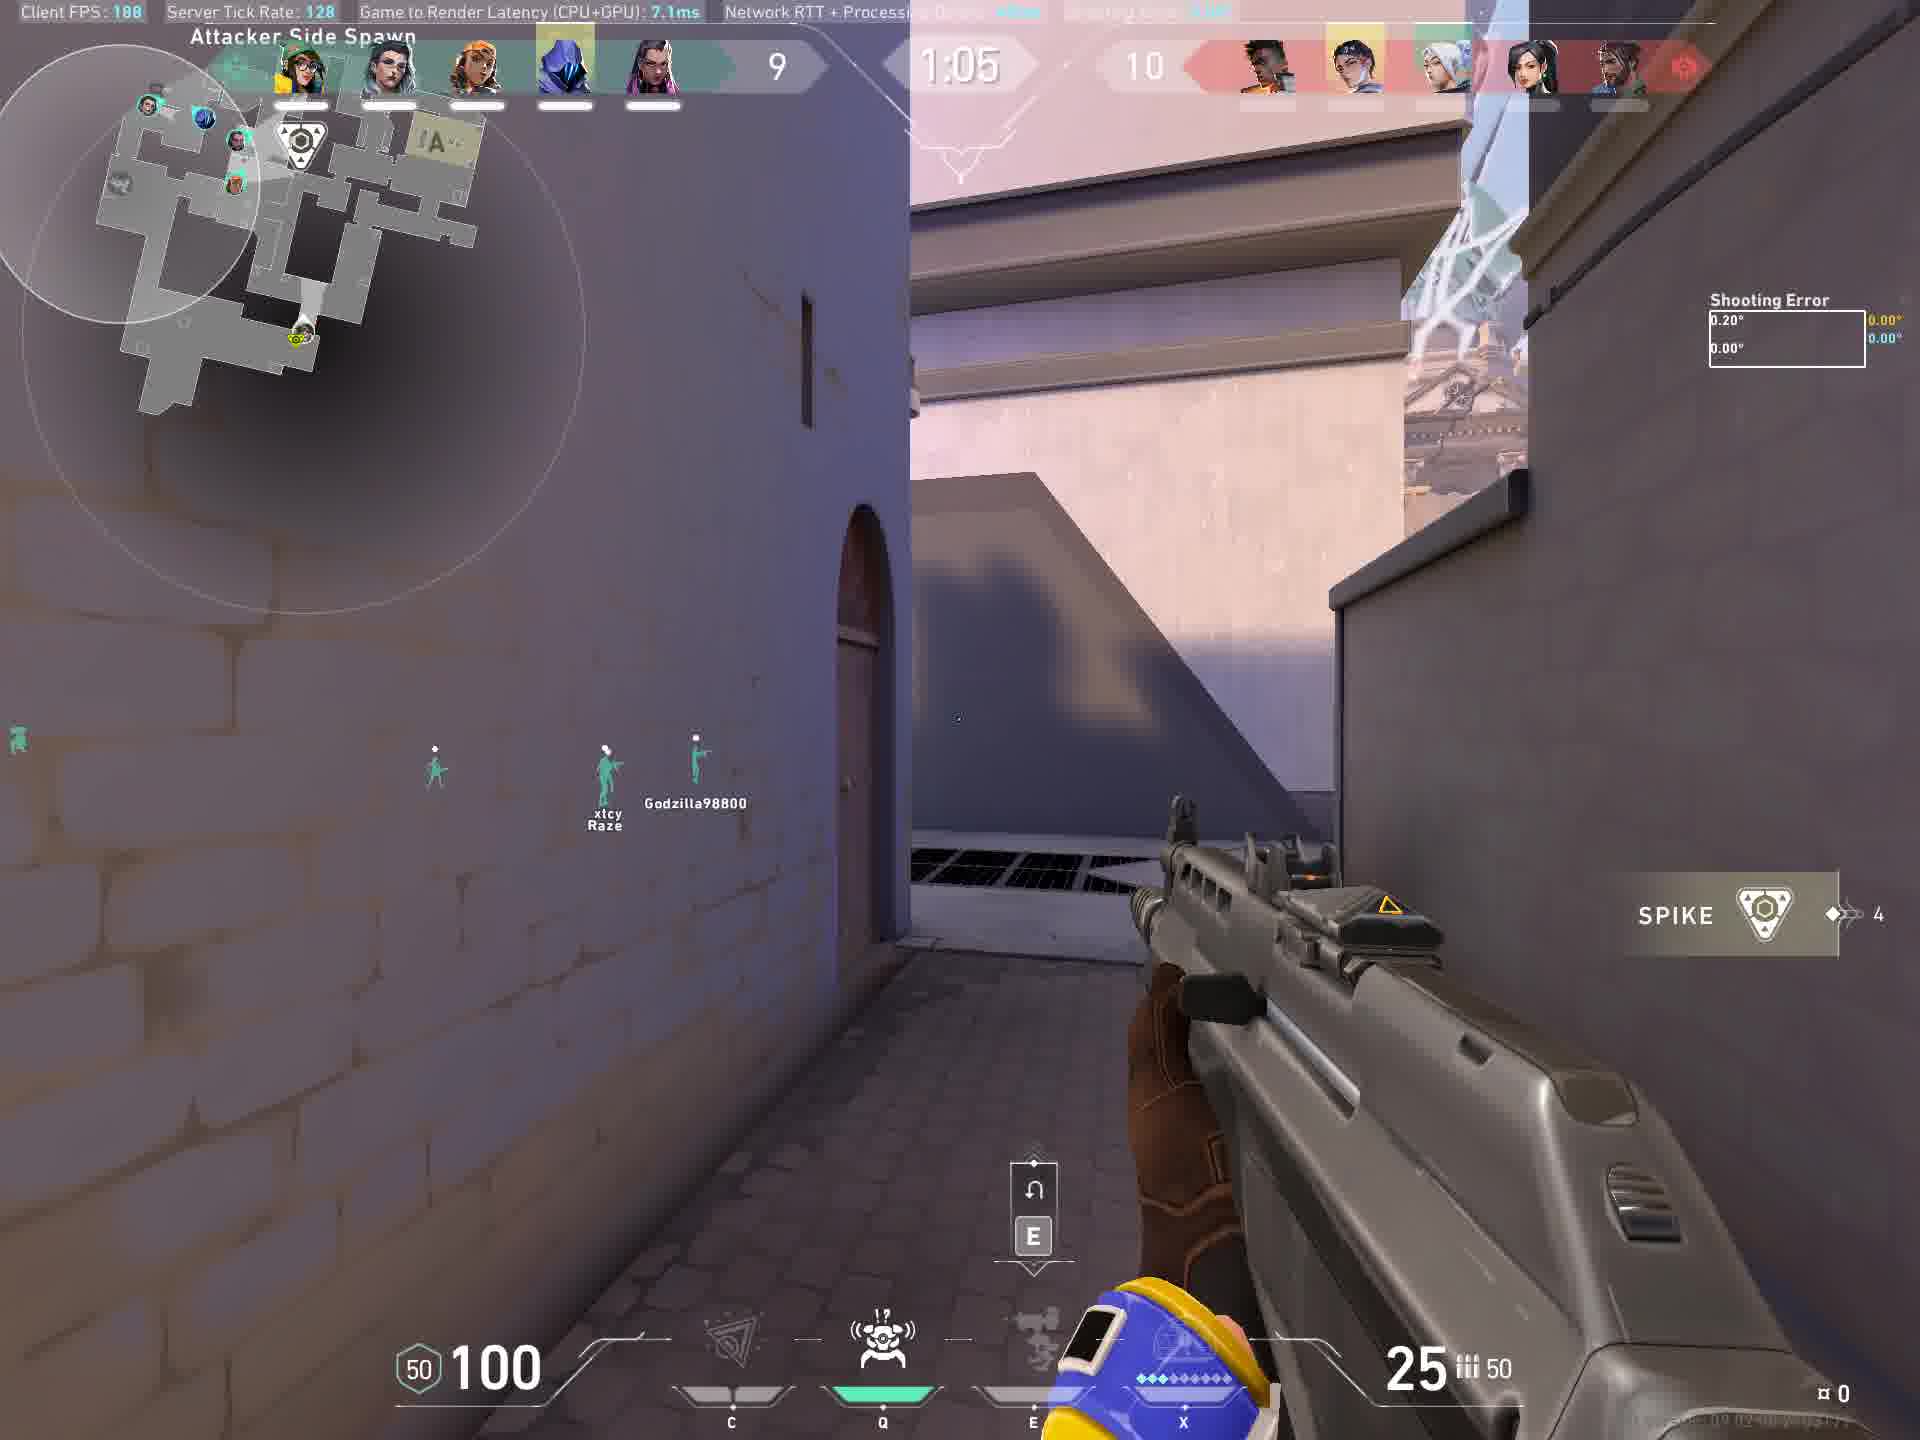 Client FPS: 188 Server Tick Rate: 128 Game to Render Latency (CPU+GPU): 7.1ms Network RTT + Processing
Attacker Side Spawn
9 1:05 10
A
Shooting Error
0.20° 0.00°
0.00° 0.00°
Godzilla98800
xtcy
Raze
SPIKE 4
E
50 100 25 50
¤ 0
C Q E X